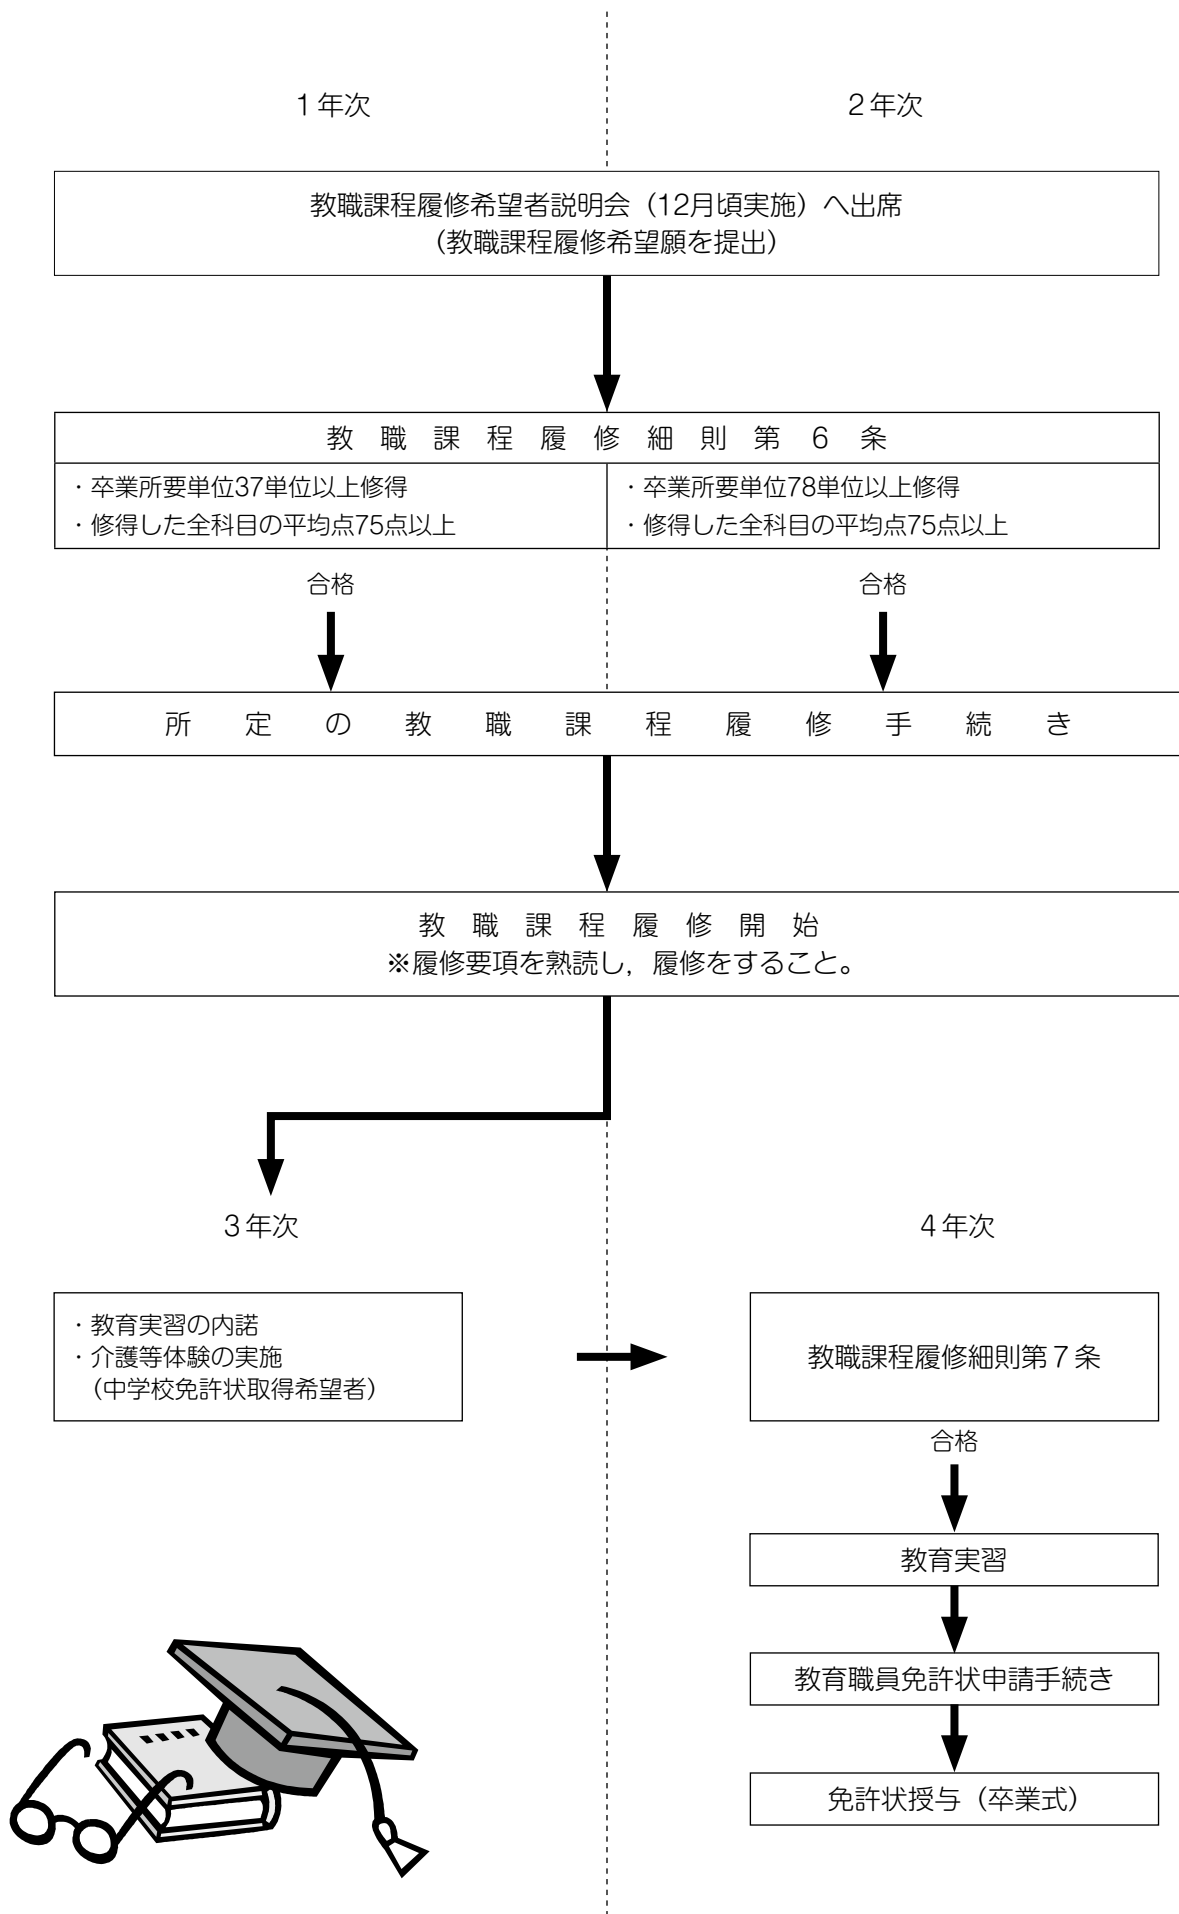 1年次
2年次
教職課程履修希望者説明会（12月頃実施）へ出席
（教職課程履修希望願を提出）
教職課程履修細則第6条
・卒業所要単位37単位以上修得
・修得した全科目の平均点75点以上
・卒業所要単位78単位以上修得
・修得した全科目の平均点75点以上
合格
合格
所定の教職課程履修手続き
教職課程履修開始
※履修要項を熟読し，履修をすること。
3年次
4年次
・教育実習の内諾
・介護等体験の実施
（中学校免許状取得希望者）
教職課程履修細則第7条
合格
教育実習
教育職員免許状申請手続き
免許状授与（卒業式）